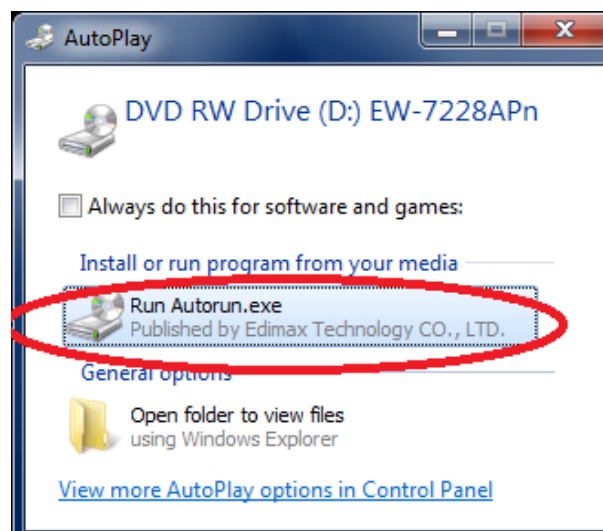 AutoPlay
DVD RW Drive (D:) EW-7228APn
Always do this for software and games:
Install or run program from your media
Run Autorun.exe
Published by Edimax Technology CO., LTD.
General options
Open folder to view files
using Windows Explorer
View more AutoPlay options in Control Panel